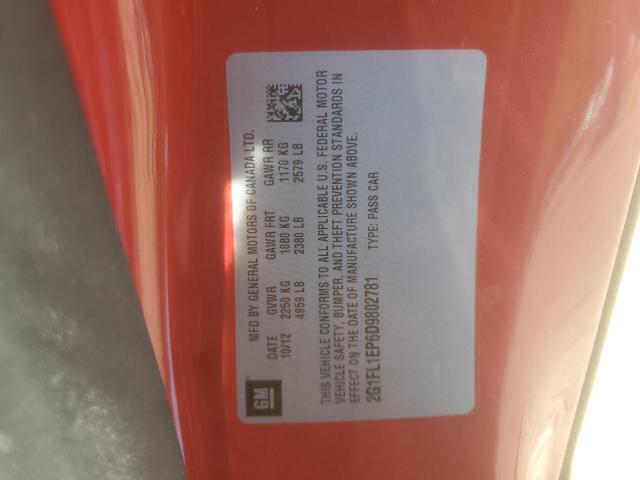 GM
MFD BY GENERAL MOTORS OF CANADA LTD.
DATE GVWR GAWR FRT GAWR RR
10/12 2250 KG 1080 KG 1170 KG
4959 LB 2380 LB 2579 LB
THIS VEHICLE CONFORMS TO ALL APPLICABLE U.S. FEDERAL MOTOR
VEHICLE SAFETY, BUMPER, AND THEFT PREVENTION STANDARDS IN
EFFECT ON THE DATE OF MANUFACTURE SHOWN ABOVE.
2G1FL1EP6D9802781 TYPE: PASS CAR